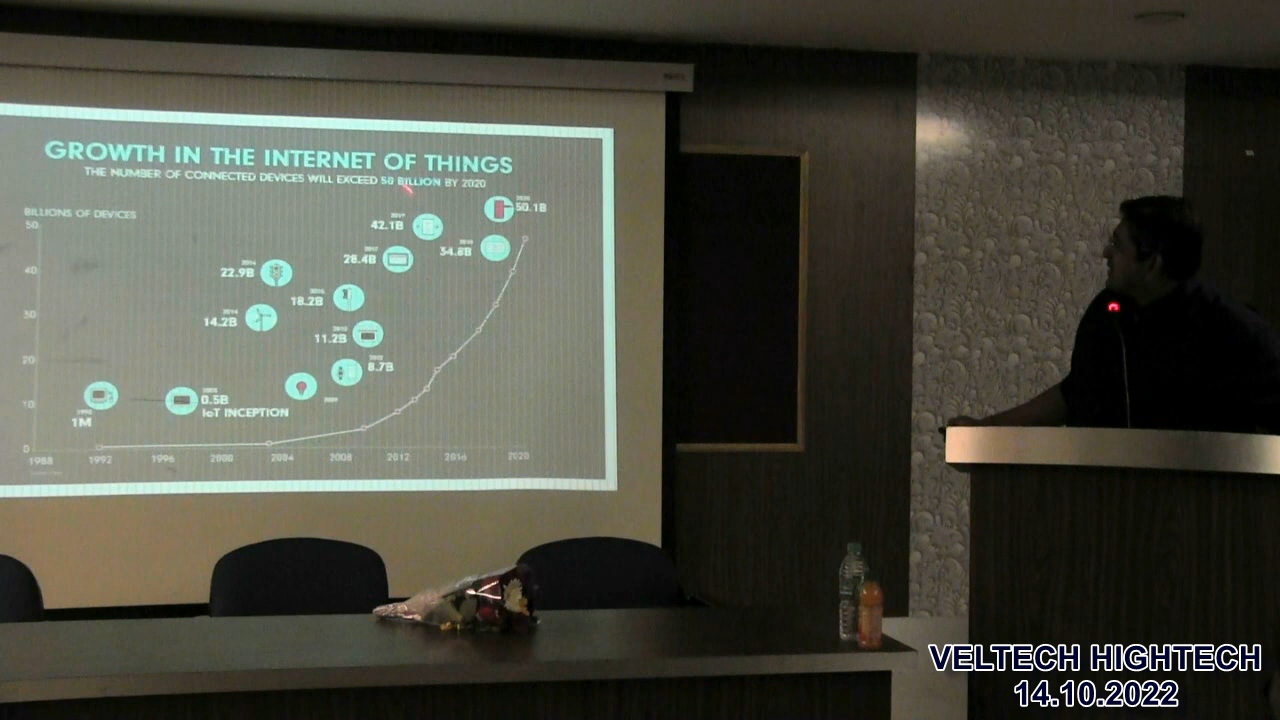 GROWTH IN THE INTERNET OF THINGS
THE NUMBER OF CONNECTED DEVICES WILL EXCEED 50 BILLION BY 2020
BILLIONS OF DEVICES
50
40
30
20
10
0
1M
0.5B
IoT INCEPTION
2009
8.7B
11.2B
18.2B
14.2B
22.9B
28.4B
34.8B
42.1B
50.1B
1988 1992 1996 2000 2004 2008 2012 2016 2020
VELTECH HIGHTECH
14.10.2022